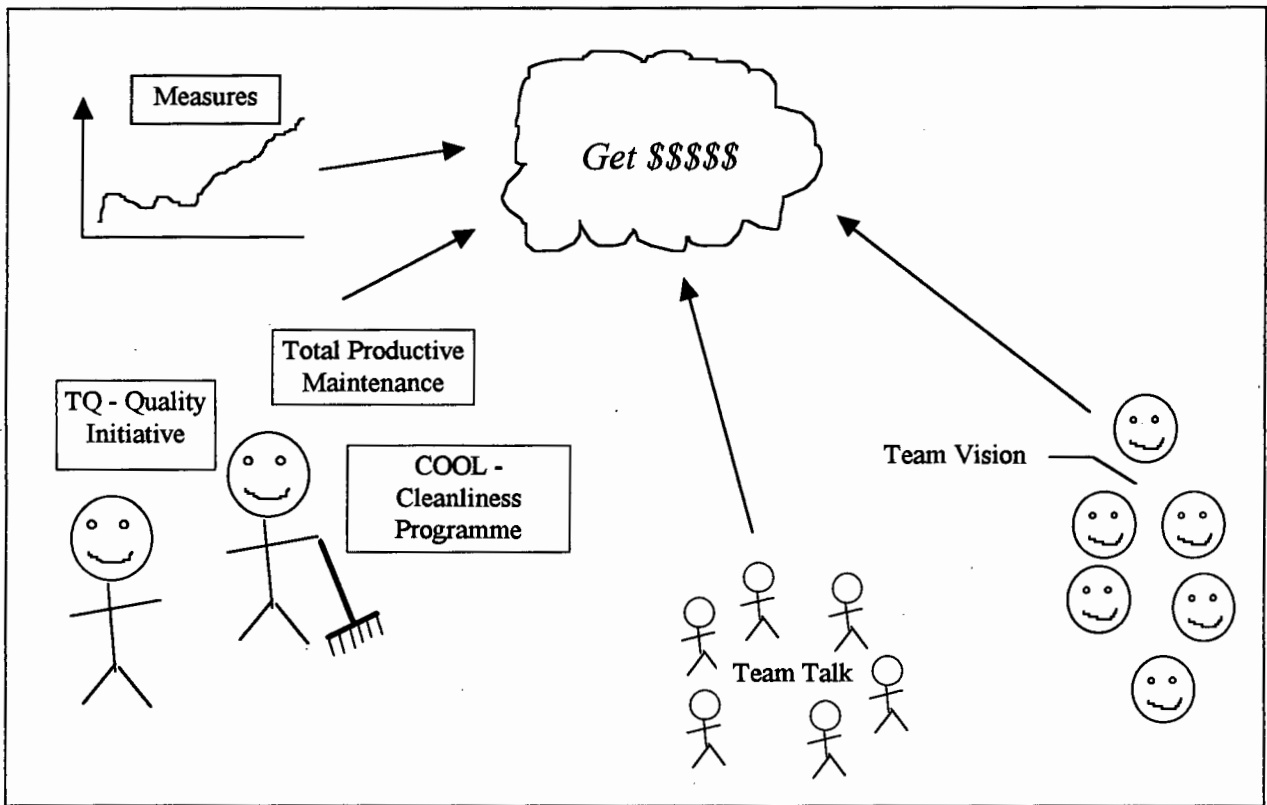 Measures
Get $$$$$
Total Productive
Maintenance
TQ - Quality
Initiative
COOL -
Cleanliness
Programme
Team Vision
Team Talk